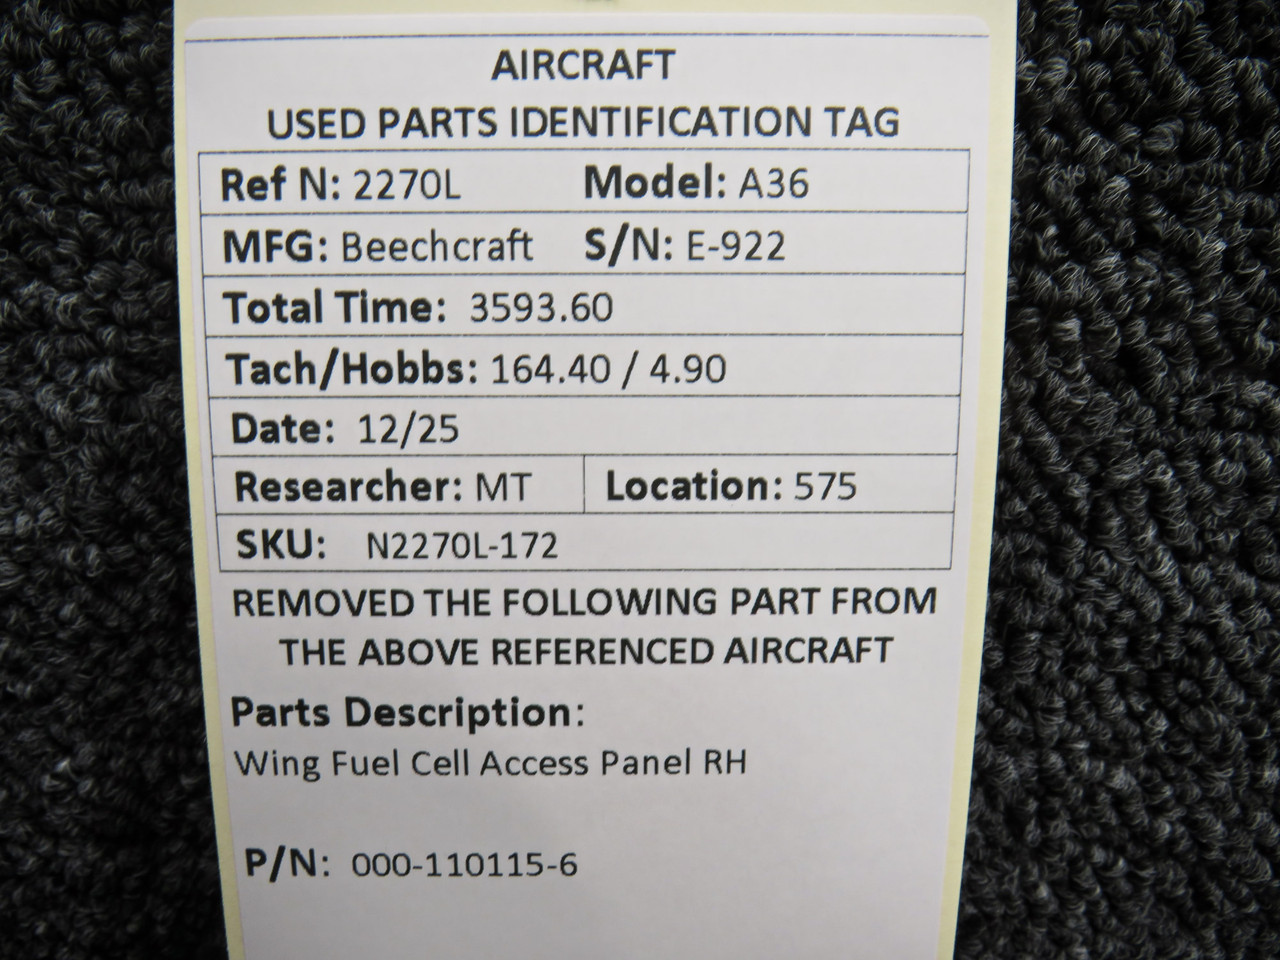 AIRCRAFT
USED PARTS IDENTIFICATION TAG
Ref N: 2270L Model: A36
MFG: Beechcraft S/N: E-922
Total Time: 3593.60
Tach/Hobbs: 164.40 / 4.90
Date: 12/25
Researcher: MT Location: 575
SKU: N2270L-172
REMOVED THE FOLLOWING PART FROM
THE ABOVE REFERENCED AIRCRAFT
Parts Description:
Wing Fuel Cell Access Panel RH
P/N: 000-110115-6